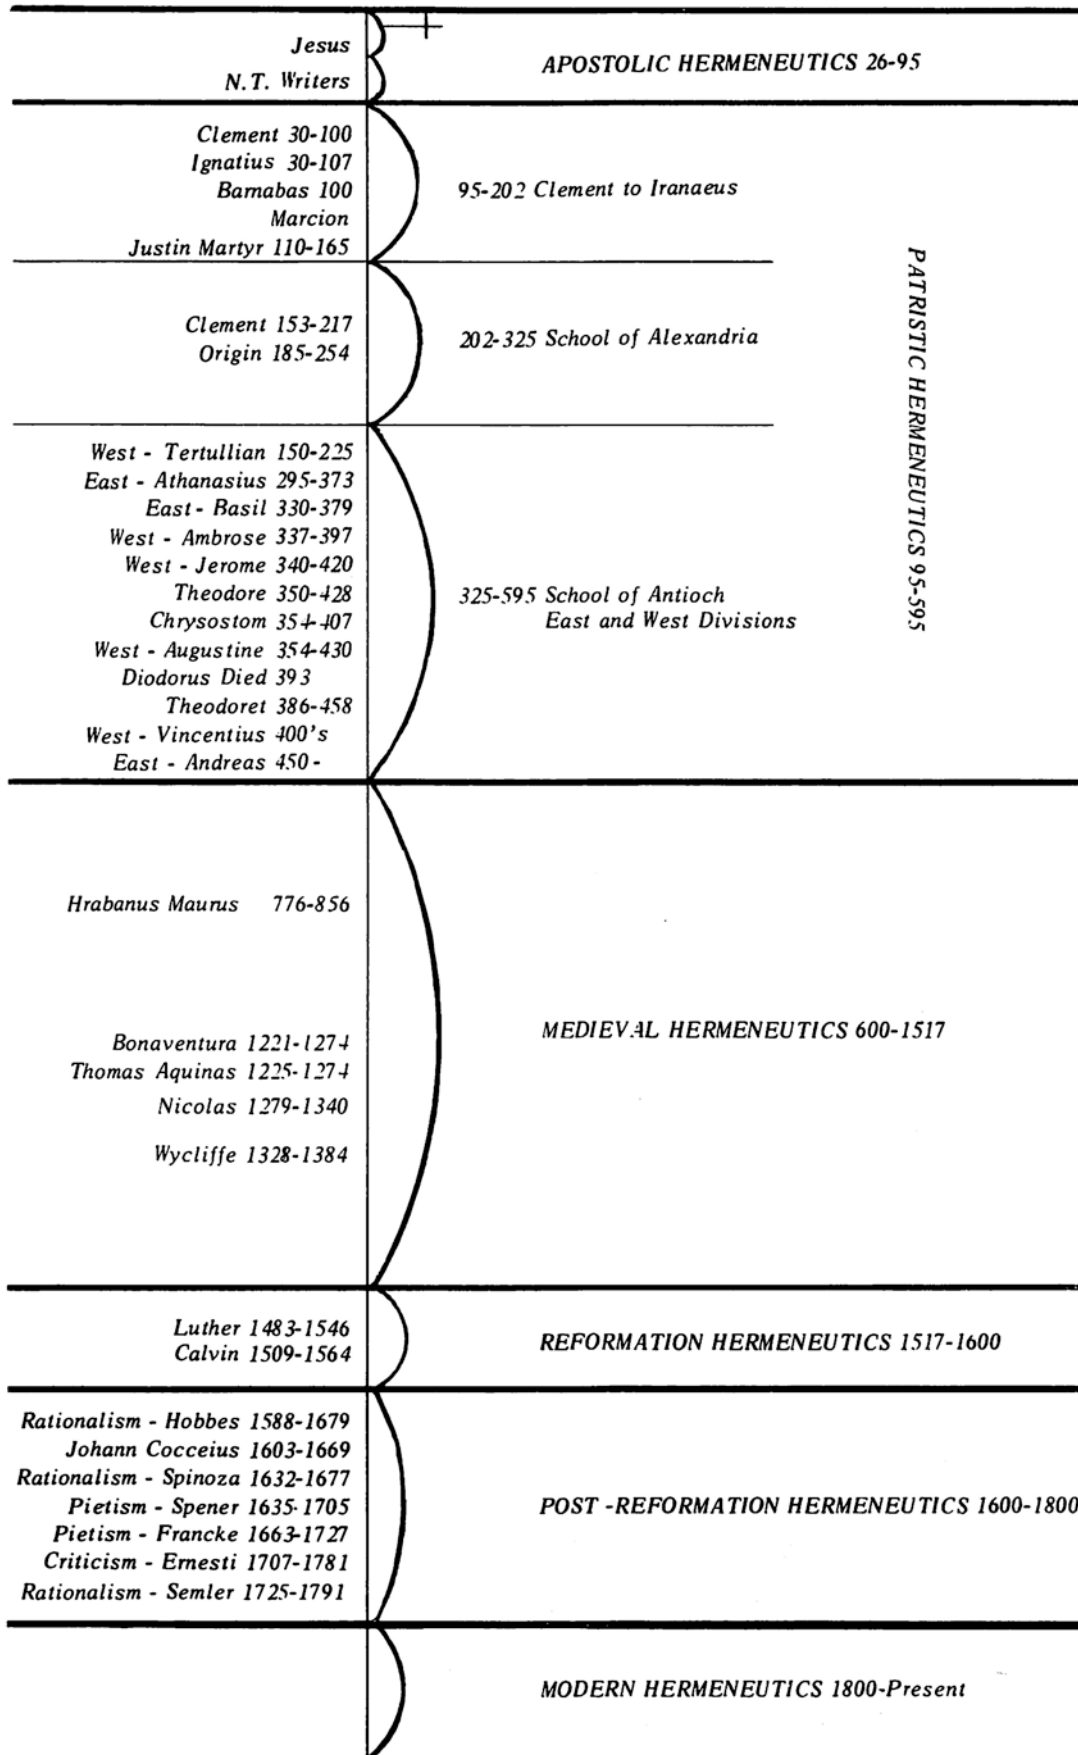 Jesus
N.T. Writers
APOSTOLIC HERMENEUTICS 26-95
Clement 30-100
Ignatius 30-107
Barnabas 100
Marcion
Justin Martyr 110-165
95-202 Clement to Iranaeus
PATRISTIC HERMENEUTICS 95-595
Clement 153-217
Origin 185-254
202-325 School of Alexandria
West - Tertullian 150-225
East - Athanasius 295-373
East - Basil 330-379
West - Ambrose 337-397
West - Jerome 340-420
Theodore 350-428
Chrysostom 354-407
West - Augustine 354-430
Diodorus Died 393
Theodoret 386-458
West - Vincentius 400's
East - Andreas 450-
325-595 School of Antioch
East and West Divisions
Hrabanus Maurus 776-856
Bonaventura 1221-1274
Thomas Aquinas 1225-1274
Nicolas 1279-1340
Wycliffe 1328-1384
MEDIEVAL HERMENEUTICS 600-1517
Luther 1483-1546
Calvin 1509-1564
REFORMATION HERMENEUTICS 1517-1600
Rationalism - Hobbes 1588-1679
Johann Cocceius 1603-1669
Rationalism - Spinoza 1632-1677
Pietism - Spener 1635-1705
Pietism - Francke 1663-1727
Criticism - Ernesti 1707-1781
Rationalism - Semler 1725-1791
POST -REFORMATION HERMENEUTICS 1600-1800
MODERN HERMENEUTICS 1800-Present